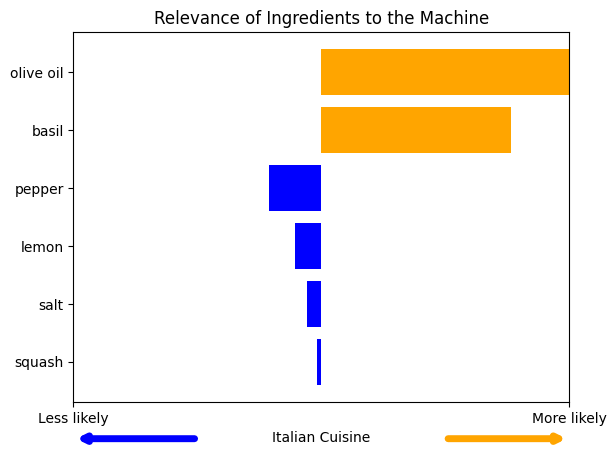 Relevance of Ingredients to the Machine
olive oil
basil
pepper
lemon
salt
squash
Less likely
More likely
Italian Cuisine